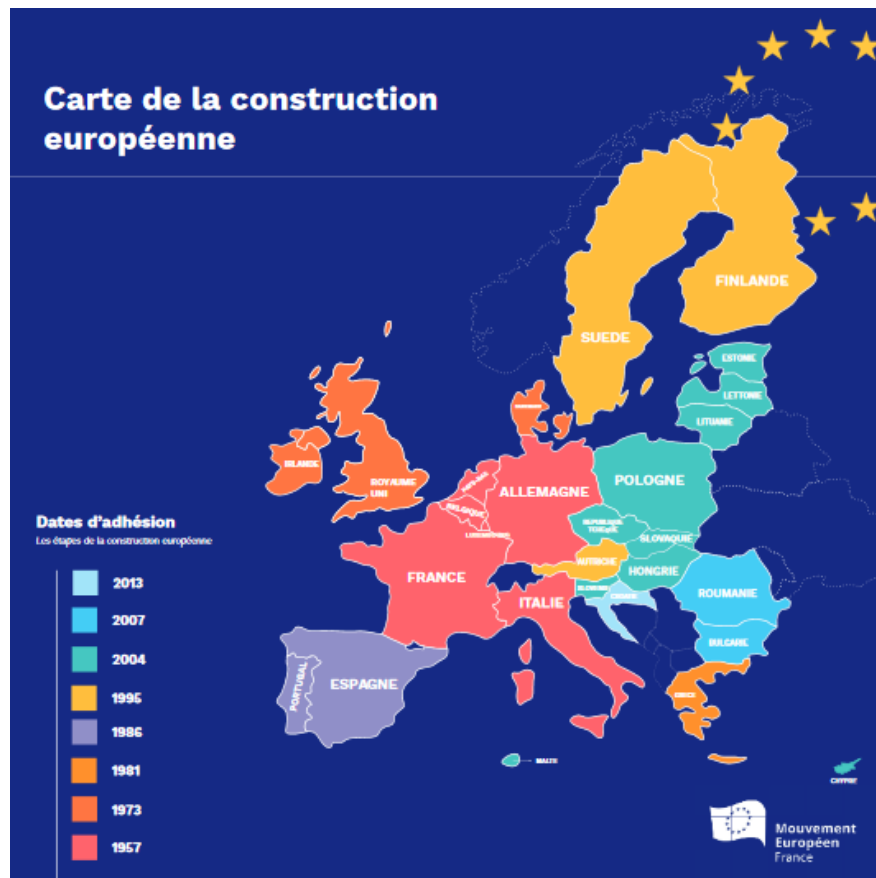 Carte de la construction
européenne
FINLANDE
SUEDE
ESTONIE
LETTONIE
LITUANIE
IRLANDE
ROYAUME
UNI
PAYS-BAS
BELGIQUE
LUXEMBOURG
ALLEMAGNE
POLOGNE
REPUBLIQUE
TCHEQUE
SLOVAQUIE
AUTRICHE
HONGRIE
SLOVENIE
CROATIE
FRANCE
ITALIE
ROUMANIE
BULGARIE
PORTUGAL
ESPAGNE
GRECE
MALTE
CHYPRE
Dates d'adhésion
Les étapes de la construction européenne
2013
2007
2004
1995
1986
1981
1973
1957
Mouvement
Européen
France